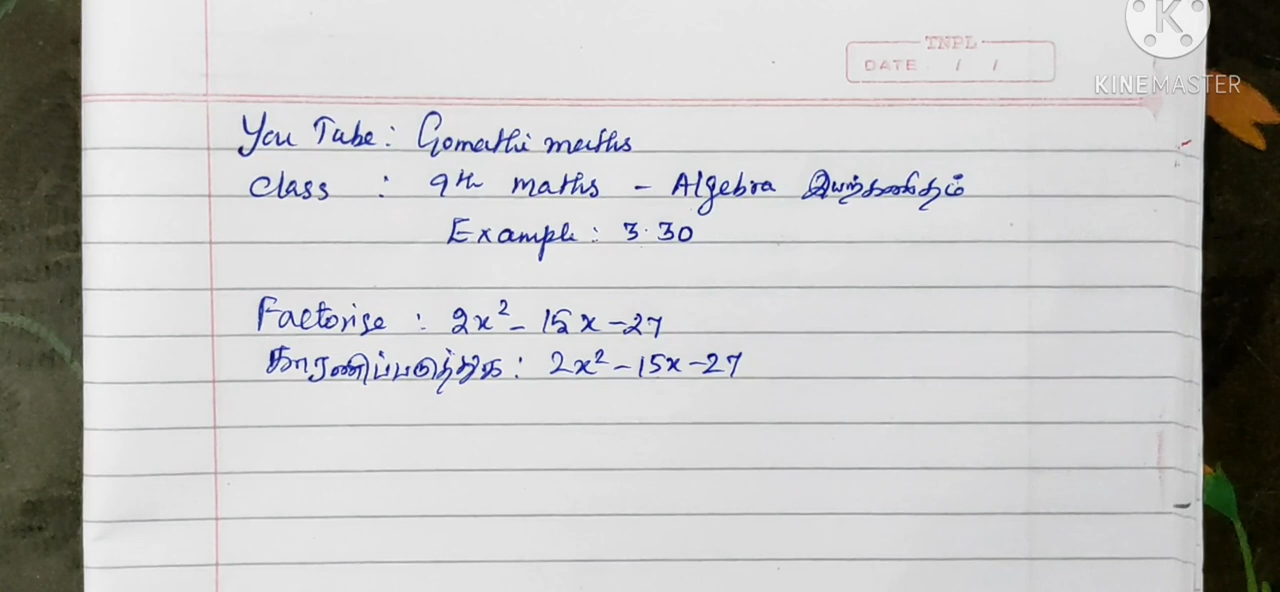 TNPL
DATE / /
K
KINEMASTER
You Tube: Gomathi maths
Class : 9th maths - Algebra இயற்கணிதம்
Example: 3.30
Factorise : 2x² - 15x - 27
காரணிப்படுத்துக: 2x² - 15x - 27